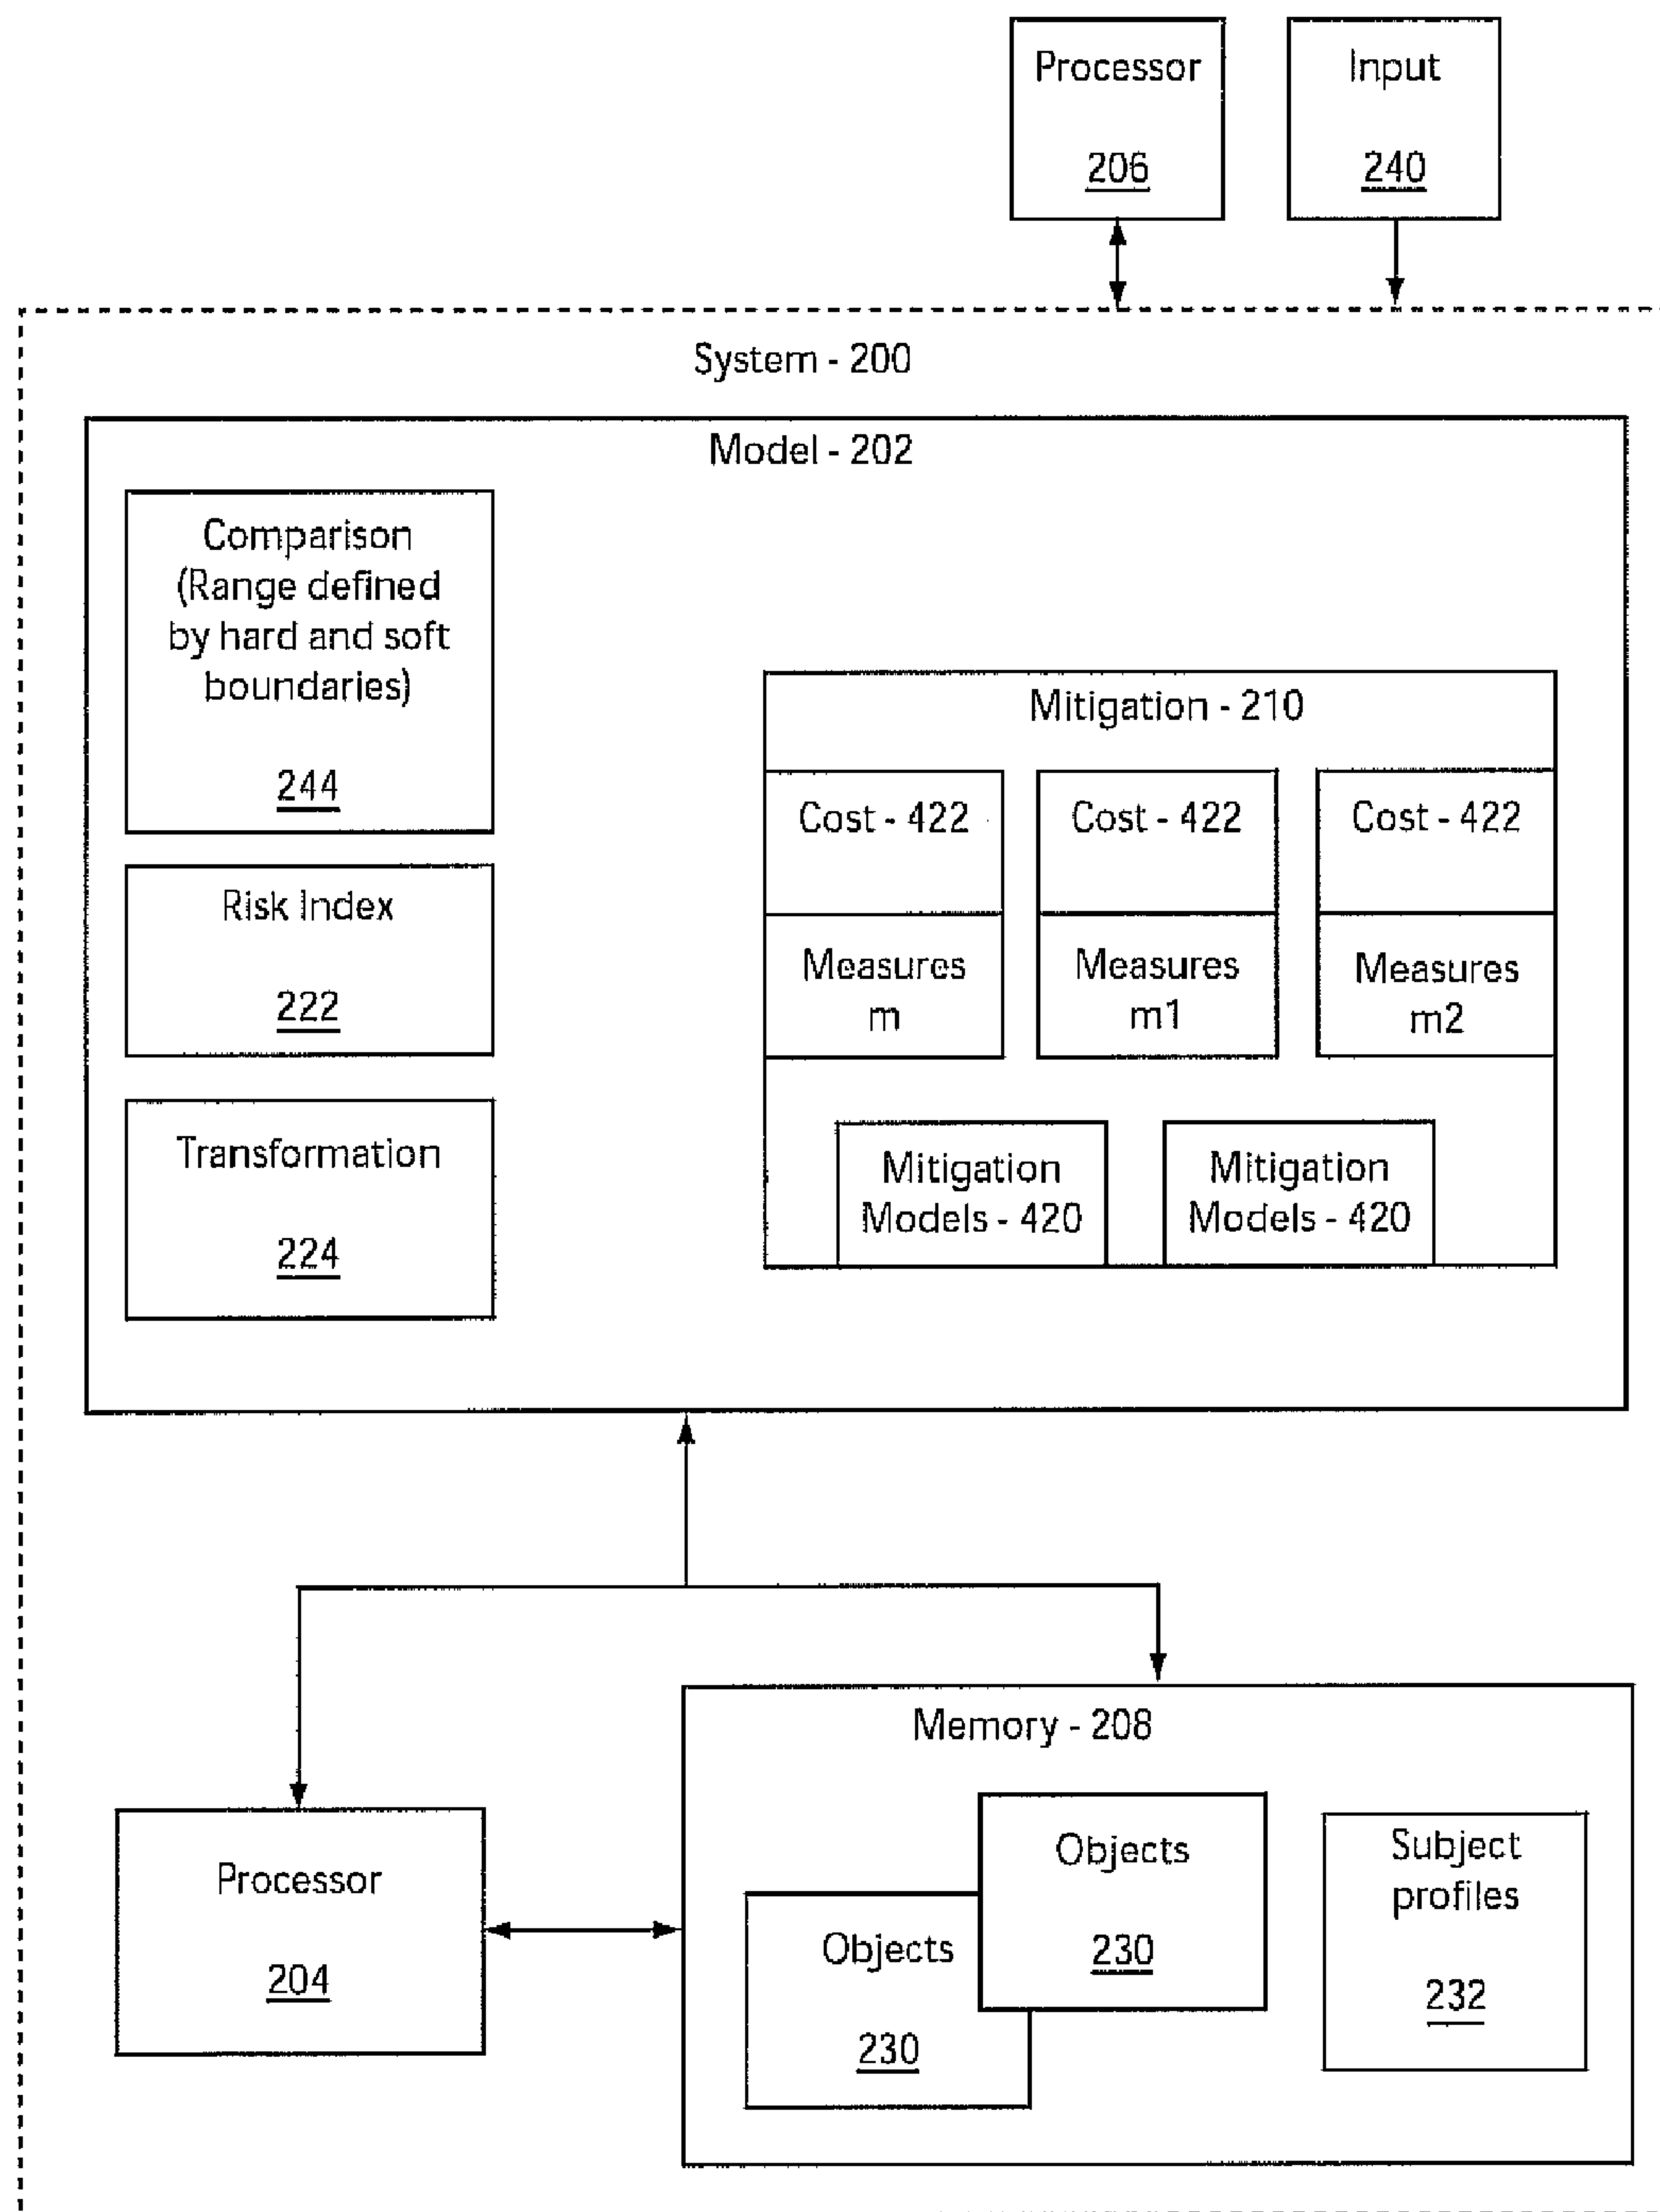 Processor
206
Input
240
System - 200
Model - 202
Comparison
(Range defined
by hard and soft
boundaries)
244
Risk Index
222
Transformation
224
Mitigation - 210
Cost - 422
Measures
m
Cost - 422
Measures
m1
Cost - 422
Measures
m2
Mitigation
Models - 420
Mitigation
Models - 420
Processor
204
Memory - 208
Objects
230
Objects
230
Subject
profiles
232